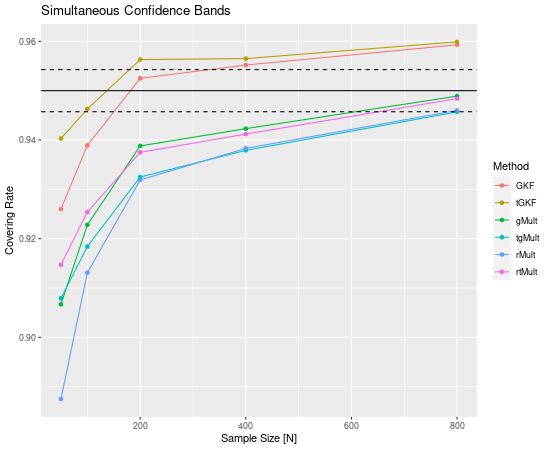 Simultaneous Confidence Bands
0.96
0.94
0.92
0.90
Covering Rate
200
400
600
800
Sample Size [N]
Method
GKF
tGKF
gMult
tgMult
rMult
rtMult